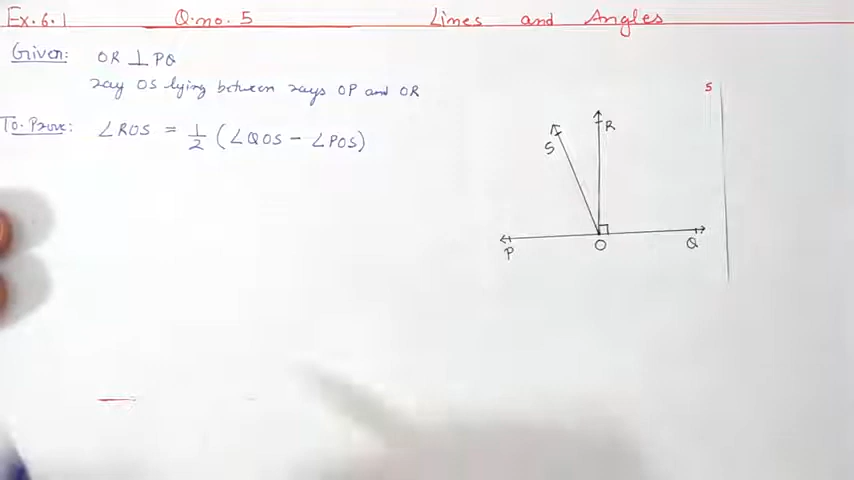 Ex. 6.1 Q.no. 5 Lines and Angles
Given: OR ⊥ PQ
ray OS lying between rays OP and OR
To Prove: ∠ROS = 1/2 (∠QOS - ∠POS)
S
R
S
P
O
Q